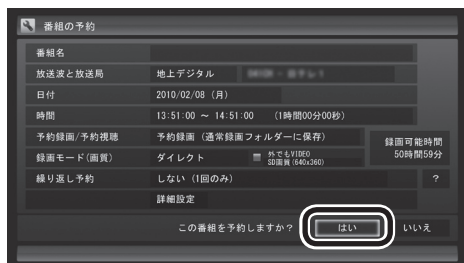 番組の予約
番組名
放送波と放送局 地上デジタル
日付 2010/02/08 (月)
時間 13:51:00 ～ 14:51:00 (1時間00分00秒)
予約録画/予約視聴 予約録画 (通常録画フォルダーに保存)
録画可能時間
50時間59分
録画モード(画質) ダイレクト 外でもVIDEO
SD画質(640x360)
繰り返し予約 しない (1回のみ) ?
詳細設定
この番組を予約しますか? はい いいえ